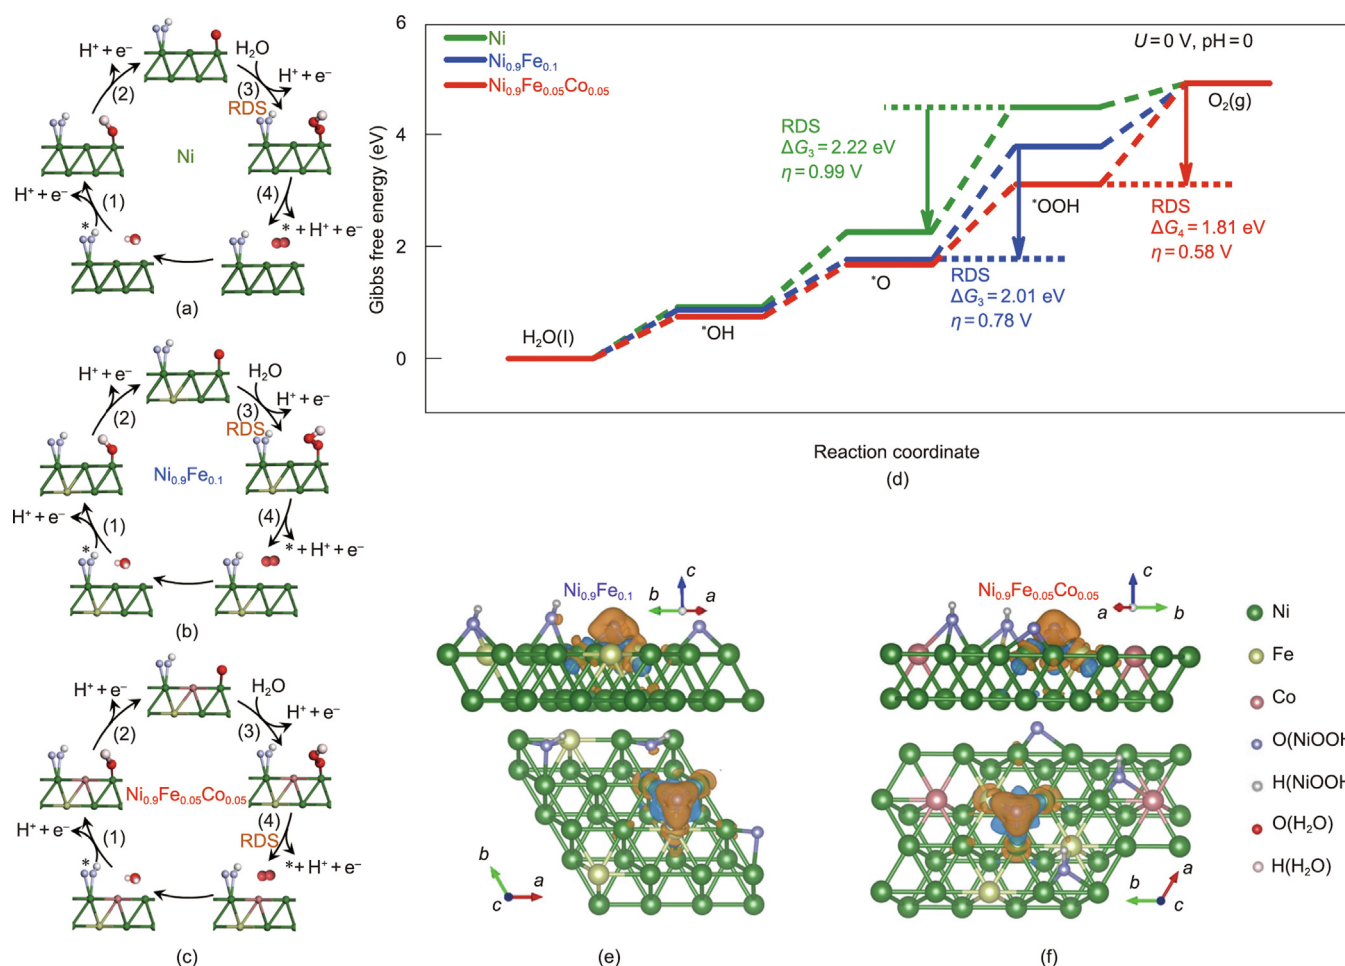 H⁺ + e⁻
H₂O
(2)
(3)
H⁺ + e⁻
RDS
Ni
H⁺ + e⁻
(1)
(4)
*
* + H⁺ + e⁻
(a)
H⁺ + e⁻
H₂O
(2)
(3)
H⁺ + e⁻
RDS
Ni₀.₉Fe₀.₁
H⁺ + e⁻
(1)
(4)
*
* + H⁺ + e⁻
(b)
H⁺ + e⁻
H₂O
(2)
(3)
H⁺ + e⁻
Ni₀.₉Fe₀.₀₅Co₀.₀₅
H⁺ + e⁻
(1)
(4)
RDS
*
* + H⁺ + e⁻
(c)
6
4
2
0
Gibbs free energy (eV)
Ni
Ni₀.₉Fe₀.₁
Ni₀.₉Fe₀.₀₅Co₀.₀₅
U = 0 V, pH = 0
O₂(g)
RDS
ΔG₃ = 2.22 eV
η = 0.99 V
*OOH
RDS
ΔG₄ = 1.81 eV
η = 0.58 V
*O
RDS
ΔG₃ = 2.01 eV
η = 0.78 V
H₂O(l)
*OH
Reaction coordinate
(d)
Ni₀.₉Fe₀.₁
c
b
a
b
a
c
(e)
Ni₀.₉Fe₀.₀₅Co₀.₀₅
c
a
b
a
b
c
(f)
Ni
Fe
Co
O(NiOOH
H(NiOOH
O(H₂O)
H(H₂O)